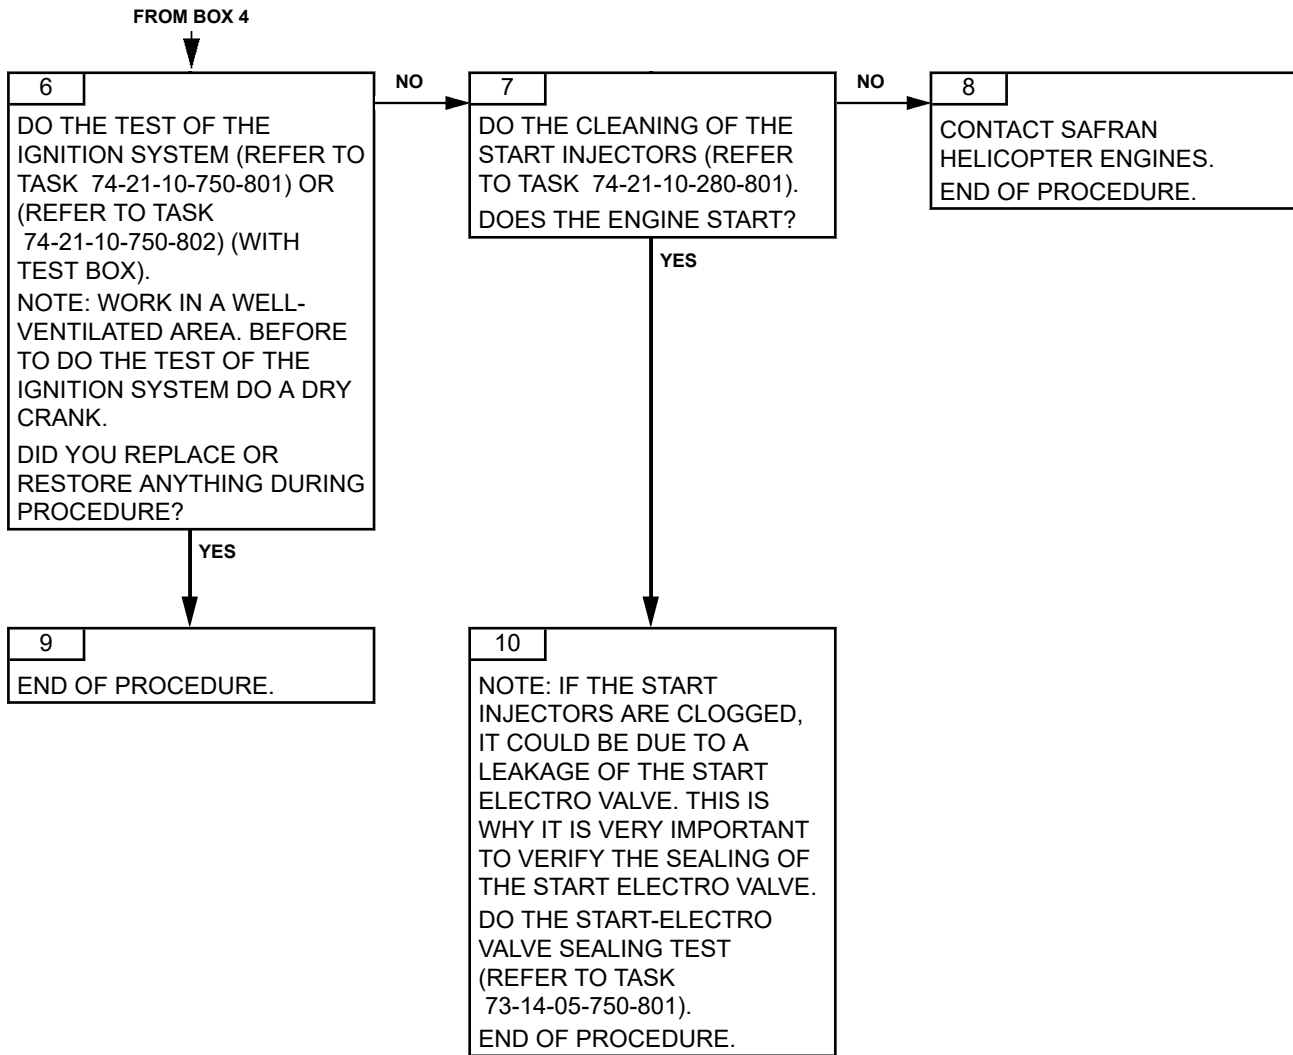 FROM BOX 4
6
DO THE TEST OF THE
IGNITION SYSTEM (REFER TO
TASK 74-21-10-750-801) OR
(REFER TO TASK
74-21-10-750-802) (WITH
TEST BOX).
NOTE: WORK IN A WELL-
VENTILATED AREA. BEFORE
TO DO THE TEST OF THE
IGNITION SYSTEM DO A DRY
CRANK.
DID YOU REPLACE OR
RESTORE ANYTHING DURING
PROCEDURE?
NO
7
DO THE CLEANING OF THE
START INJECTORS (REFER
TO TASK 74-21-10-280-801).
DOES THE ENGINE START?
NO
8
CONTACT SAFRAN
HELICOPTER ENGINES.
END OF PROCEDURE.
YES
YES
9
END OF PROCEDURE.
10
NOTE: IF THE START
INJECTORS ARE CLOGGED,
IT COULD BE DUE TO A
LEAKAGE OF THE START
ELECTRO VALVE. THIS IS
WHY IT IS VERY IMPORTANT
TO VERIFY THE SEALING OF
THE START ELECTRO VALVE.
DO THE START-ELECTRO
VALVE SEALING TEST
(REFER TO TASK
73-14-05-750-801).
END OF PROCEDURE.